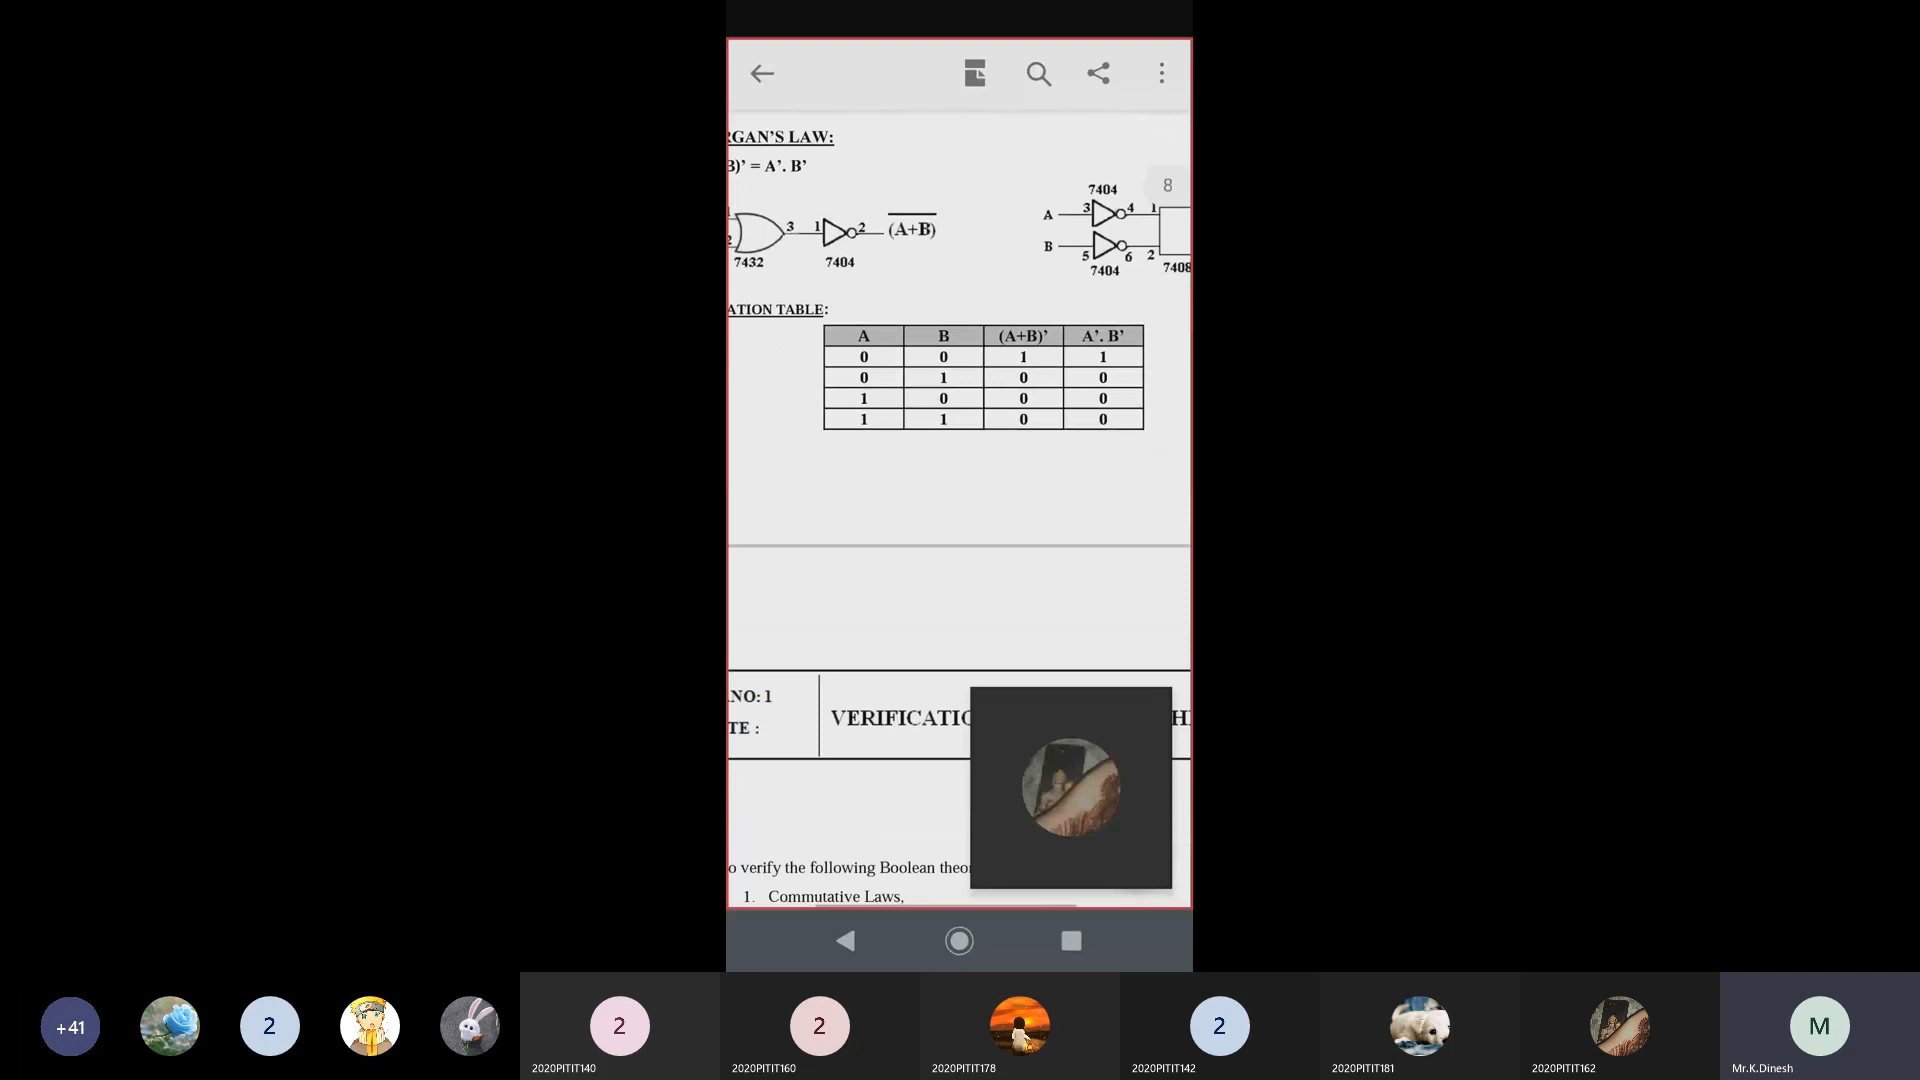 RGAN'S LAW:
B)' = A'. B'
8
7404
A 3 4 1
B 5 6 2
7404
7408
1
2
3 1 2 (A+B)
7432 7404
ATION TABLE:
A B (A+B)' A'. B'
0 0 1 1
0 1 0 0
1 0 0 0
1 1 0 0
.NO: 1
TE :
VERIFICATIO
H
o verify the following Boolean theo
1. Commutative Laws,
+41
2
2
2020PITIT140
2
2020PITIT160
2020PITIT178
2
2020PITIT142
2020PITIT181
2020PITIT162
M
Mr.K.Dinesh